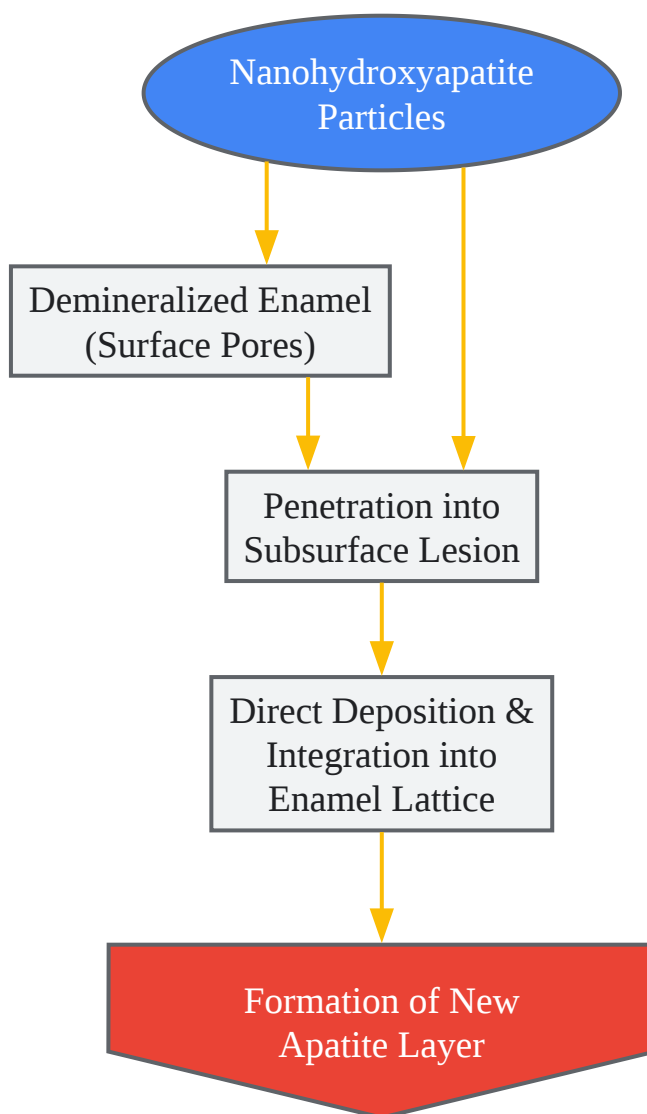 Nanohydroxyapatite
Particles
Demineralized Enamel
(Surface Pores)
Penetration into
Subsurface Lesion
Direct Deposition &
Integration into
Enamel Lattice
Formation of New
Apatite Layer